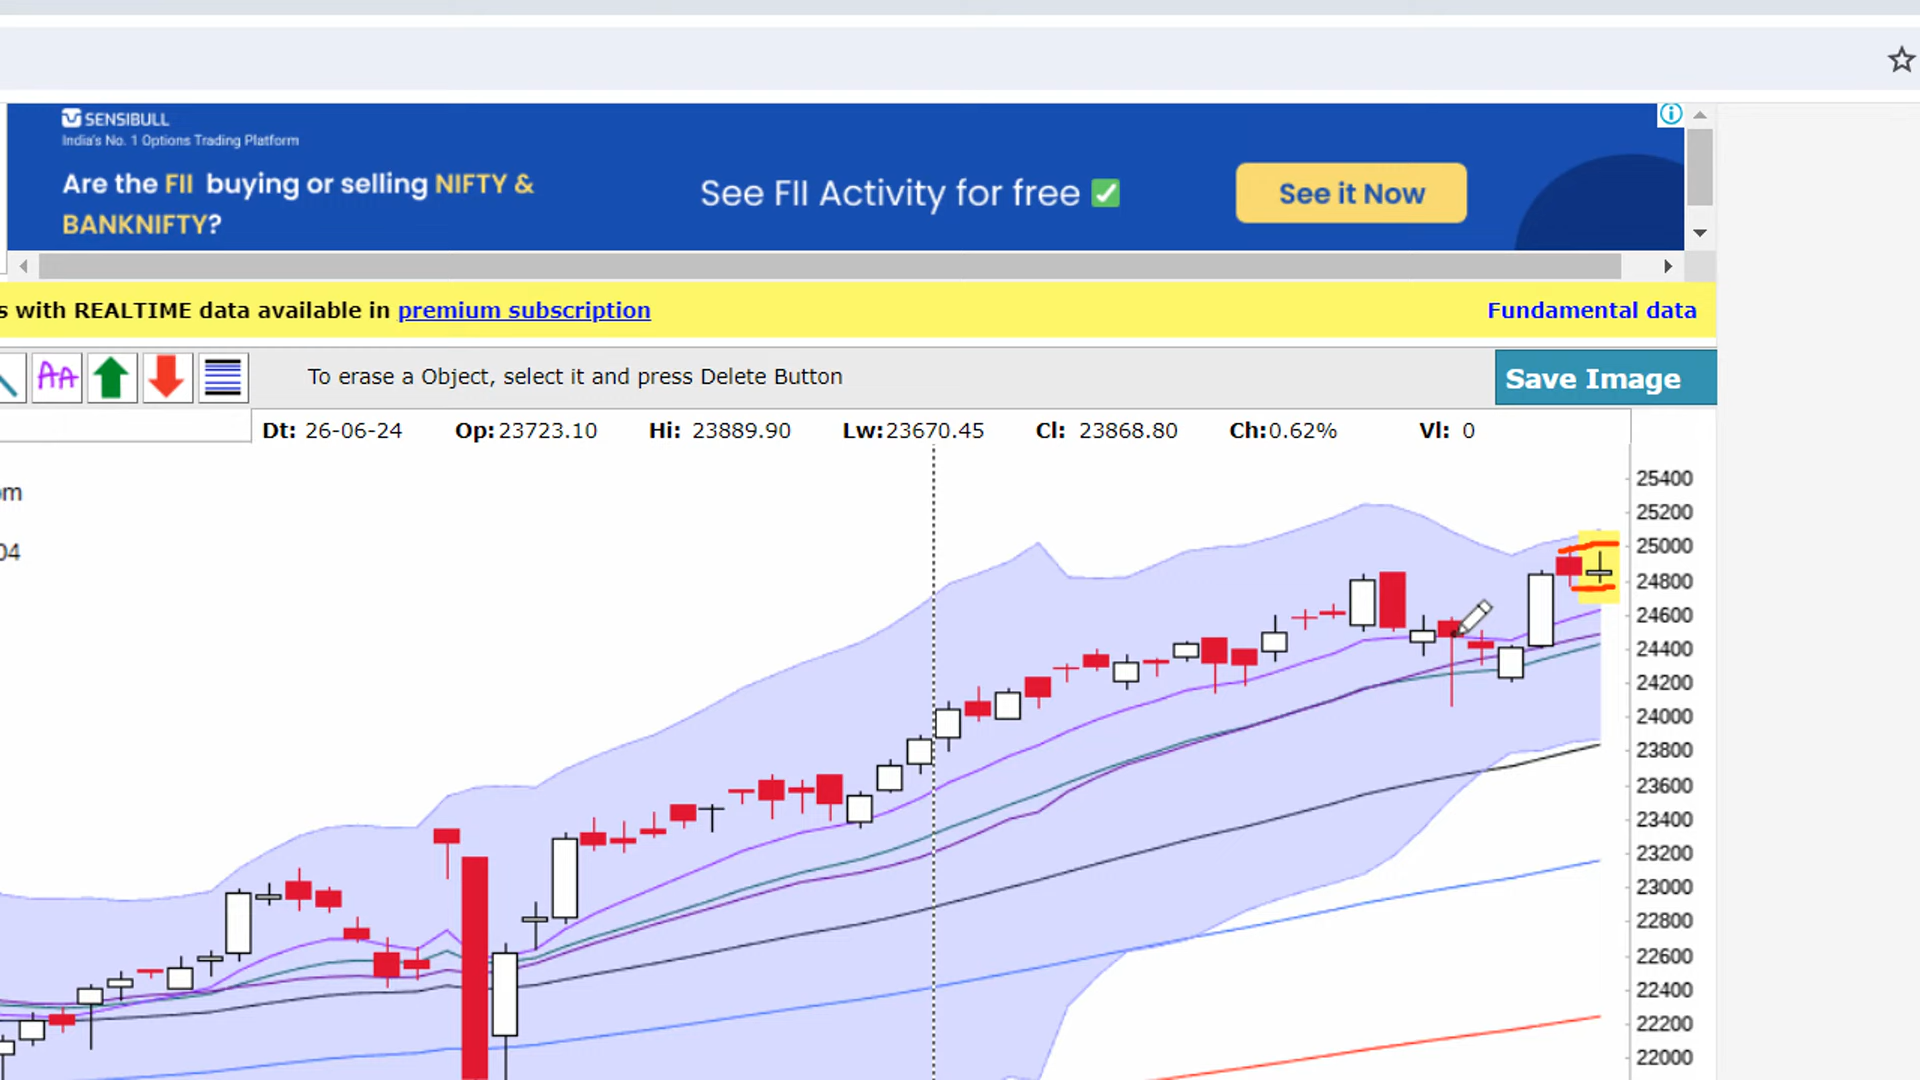 SENSIBULL
India's No. 1 Options Trading Platform
Are the FII buying or selling NIFTY &
BANKNIFTY?
See FII Activity for free
See it Now
s with REALTIME data available in premium subscription
Fundamental data
AA
To erase a Object, select it and press Delete Button
Save Image
Dt: 26-06-24 Op:23723.10 Hi: 23889.90 Lw:23670.45 Cl: 23868.80 Ch:0.62% Vl: 0
om
04
25400
25200
25000
24800
24600
24400
24200
24000
23800
23600
23400
23200
23000
22800
22600
22400
22200
22000